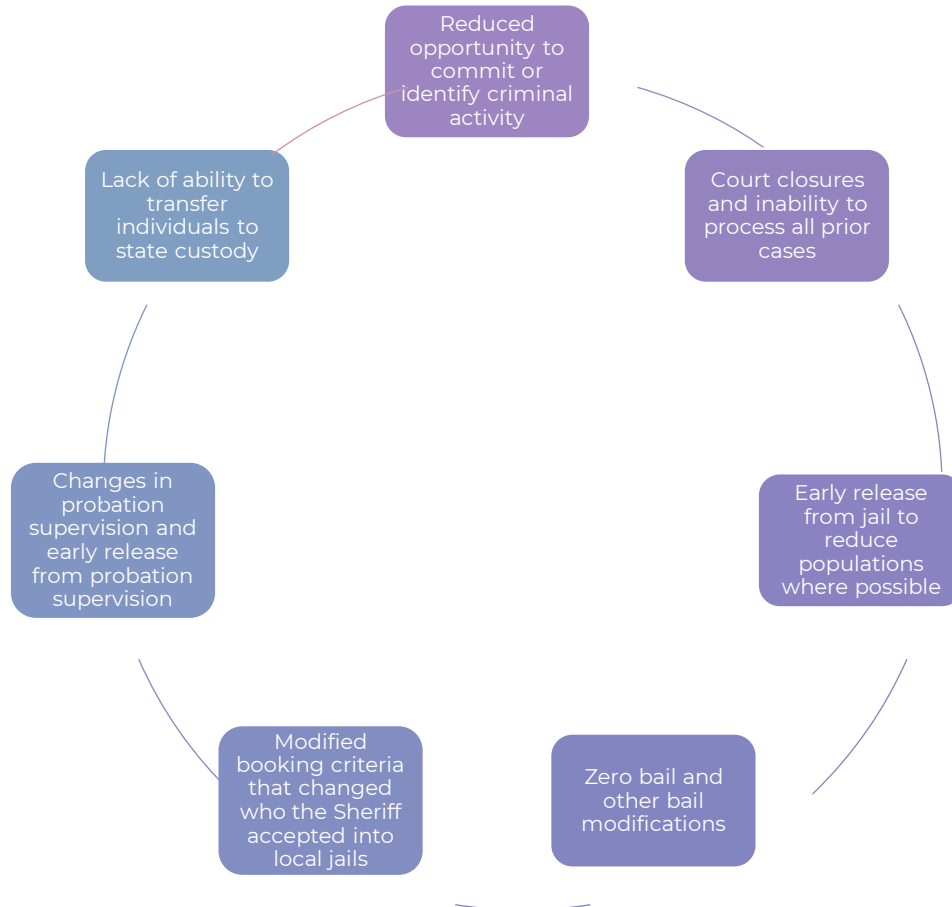 Reduced
opportunity to
commit or
identify criminal
activity
Court closures
and inability to
process all prior
cases
Early release
from jail to
reduce
populations
where possible
Zero bail and
other bail
modifications
Modified
booking criteria
that changed
who the Sheriff
accepted into
local jails
Changes in
probation
supervision and
early release
from probation
supervision
Lack of ability to
transfer
individuals to
state custody